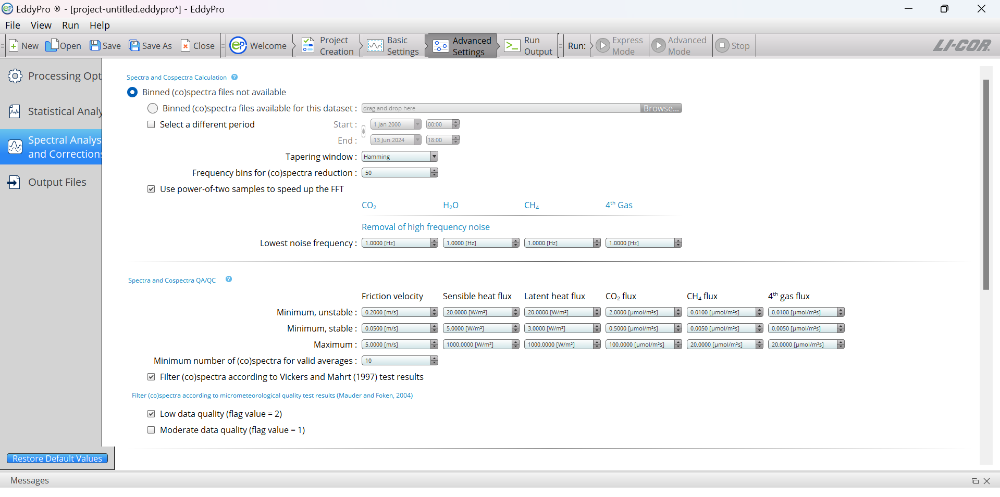 EddyPro ® - [project-untitled.eddypro*] - EddyPro
File View Run Help
New Open Save Save As Close Welcome Project Creation Basic Settings Advanced Settings Run Output Run: Express Mode Advanced Mode Stop LI-COR
Processing Opt
Statistical Analy
Spectral Analys
and Corrections
Output Files
Restore Default Values
Spectra and Cospectra Calculation ?
Binned (co)spectra files not available
Binned (co)spectra files available for this dataset : drag and drop here Browse...
Select a different period Start : 1 Jan 2000 00:00
End : 13 Jun 2024 18:00
Tapering window : Hamming
Frequency bins for (co)spectra reduction : 50
Use power-of-two samples to speed up the FFT
CO₂ H₂O CH₄ 4th Gas
Removal of high frequency noise
Lowest noise frequency : 1.0000 [Hz] 1.0000 [Hz] 1.0000 [Hz] 1.0000 [Hz]
Spectra and Cospectra QA/QC ?
Friction velocity Sensible heat flux Latent heat flux CO₂ flux CH₄ flux 4th gas flux
Minimum, unstable : 0.2000 [m/s] 20.0000 [W/m²] 20.0000 [W/m²] 2.0000 [µmol/m²s] 0.0100 [µmol/m²s] 0.0100 [µmol/m²s]
Minimum, stable : 0.0500 [m/s] 5.0000 [W/m²] 3.0000 [W/m²] 0.5000 [µmol/m²s] 0.0050 [µmol/m²s] 0.0050 [µmol/m²s]
Maximum : 5.0000 [m/s] 1000.0000 [W/m²] 1000.0000 [W/m²] 100.0000 [µmol/m²s] 20.0000 [µmol/m²s] 20.0000 [µmol/m²s]
Minimum number of (co)spectra for valid averages : 10
Filter (co)spectra according to Vickers and Mahrt (1997) test results
Filter (co)spectra according to micrometeorological quality test results (Mauder and Foken, 2004)
Low data quality (flag value = 2)
Moderate data quality (flag value = 1)
Messages